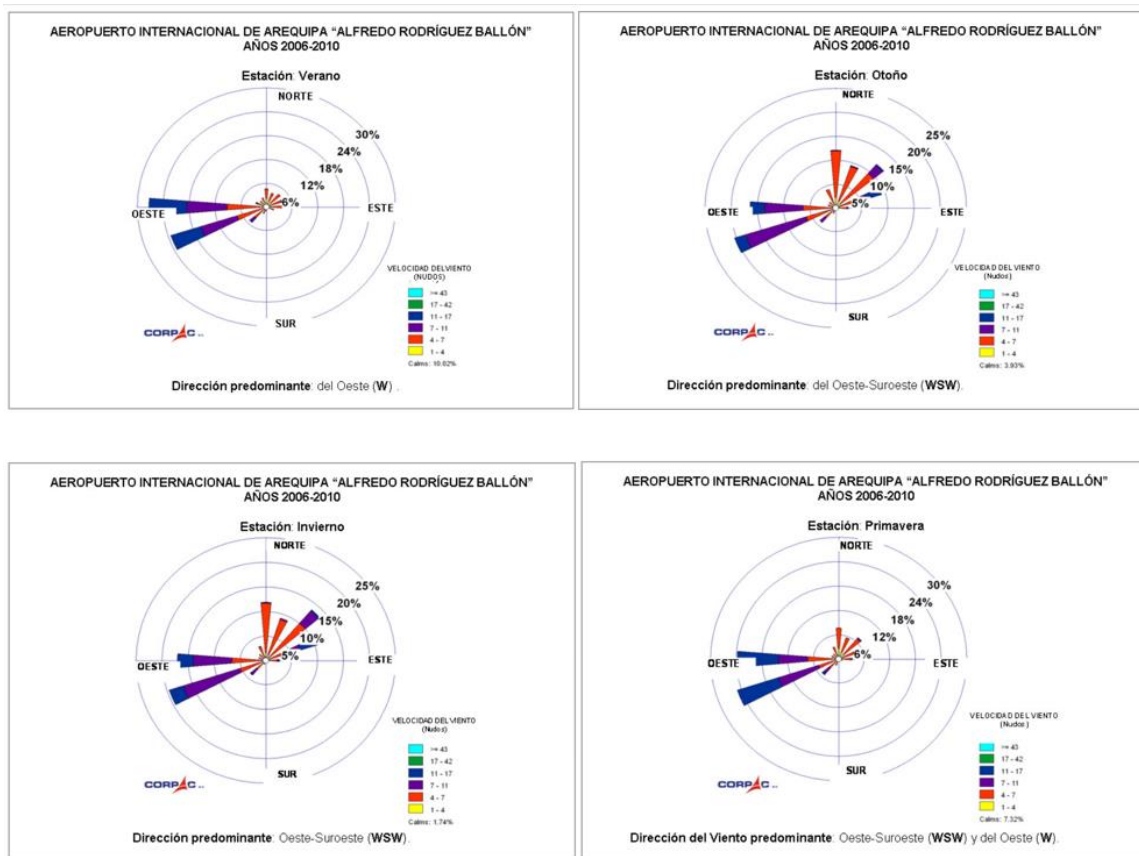 AEROPUERTO INTERNACIONAL DE AREQUIPA “ALFREDO RODRÍGUEZ BALLÓN”
AÑOS 2006-2010
Estación: Verano
NORTE
30%
24%
18%
12%
6%
OESTE
ESTE
SUR
VELOCIDAD DEL VIENTO
(NUDOS)
>= 43
17 - 42
11 - 17
7 - 11
4 - 7
1 - 4
Calms: 10.02%
CORPAC
Dirección predominante: del Oeste (W) .
AEROPUERTO INTERNACIONAL DE AREQUIPA “ALFREDO RODRÍGUEZ BALLÓN”
AÑOS 2006-2010
Estación: Otoño
NORTE
25%
20%
15%
10%
5%
OESTE
ESTE
SUR
VELOCIDAD DEL VIENTO
(Nudos)
>= 43
17 - 42
11 - 17
7 - 11
4 - 7
1 - 4
Calms: 3.93%
CORPAC
Dirección predominante: del Oeste-Suroeste (WSW).
AEROPUERTO INTERNACIONAL DE AREQUIPA “ALFREDO RODRÍGUEZ BALLÓN”
AÑOS 2006-2010
Estación: Invierno
NORTE
25%
20%
15%
10%
5%
OESTE
ESTE
SUR
VELOCIDAD DEL VIENTO
(Nudos)
>= 43
17 - 42
11 - 17
7 - 11
4 - 7
1 - 4
Calms: 1.74%
CORPAC
Dirección predominante: Oeste-Suroeste (WSW).
AEROPUERTO INTERNACIONAL DE AREQUIPA “ALFREDO RODRÍGUEZ BALLÓN”
AÑOS 2006-2010
Estación: Primavera
NORTE
30%
24%
18%
12%
6%
OESTE
ESTE
SUR
VELOCIDAD DEL VIENTO
(Nudos)
>= 43
17 - 42
11 - 17
7 - 11
4 - 7
1 - 4
Calms: 7.32%
CORPAC
Dirección del Viento predominante: Oeste-Suroeste (WSW) y del Oeste (W).